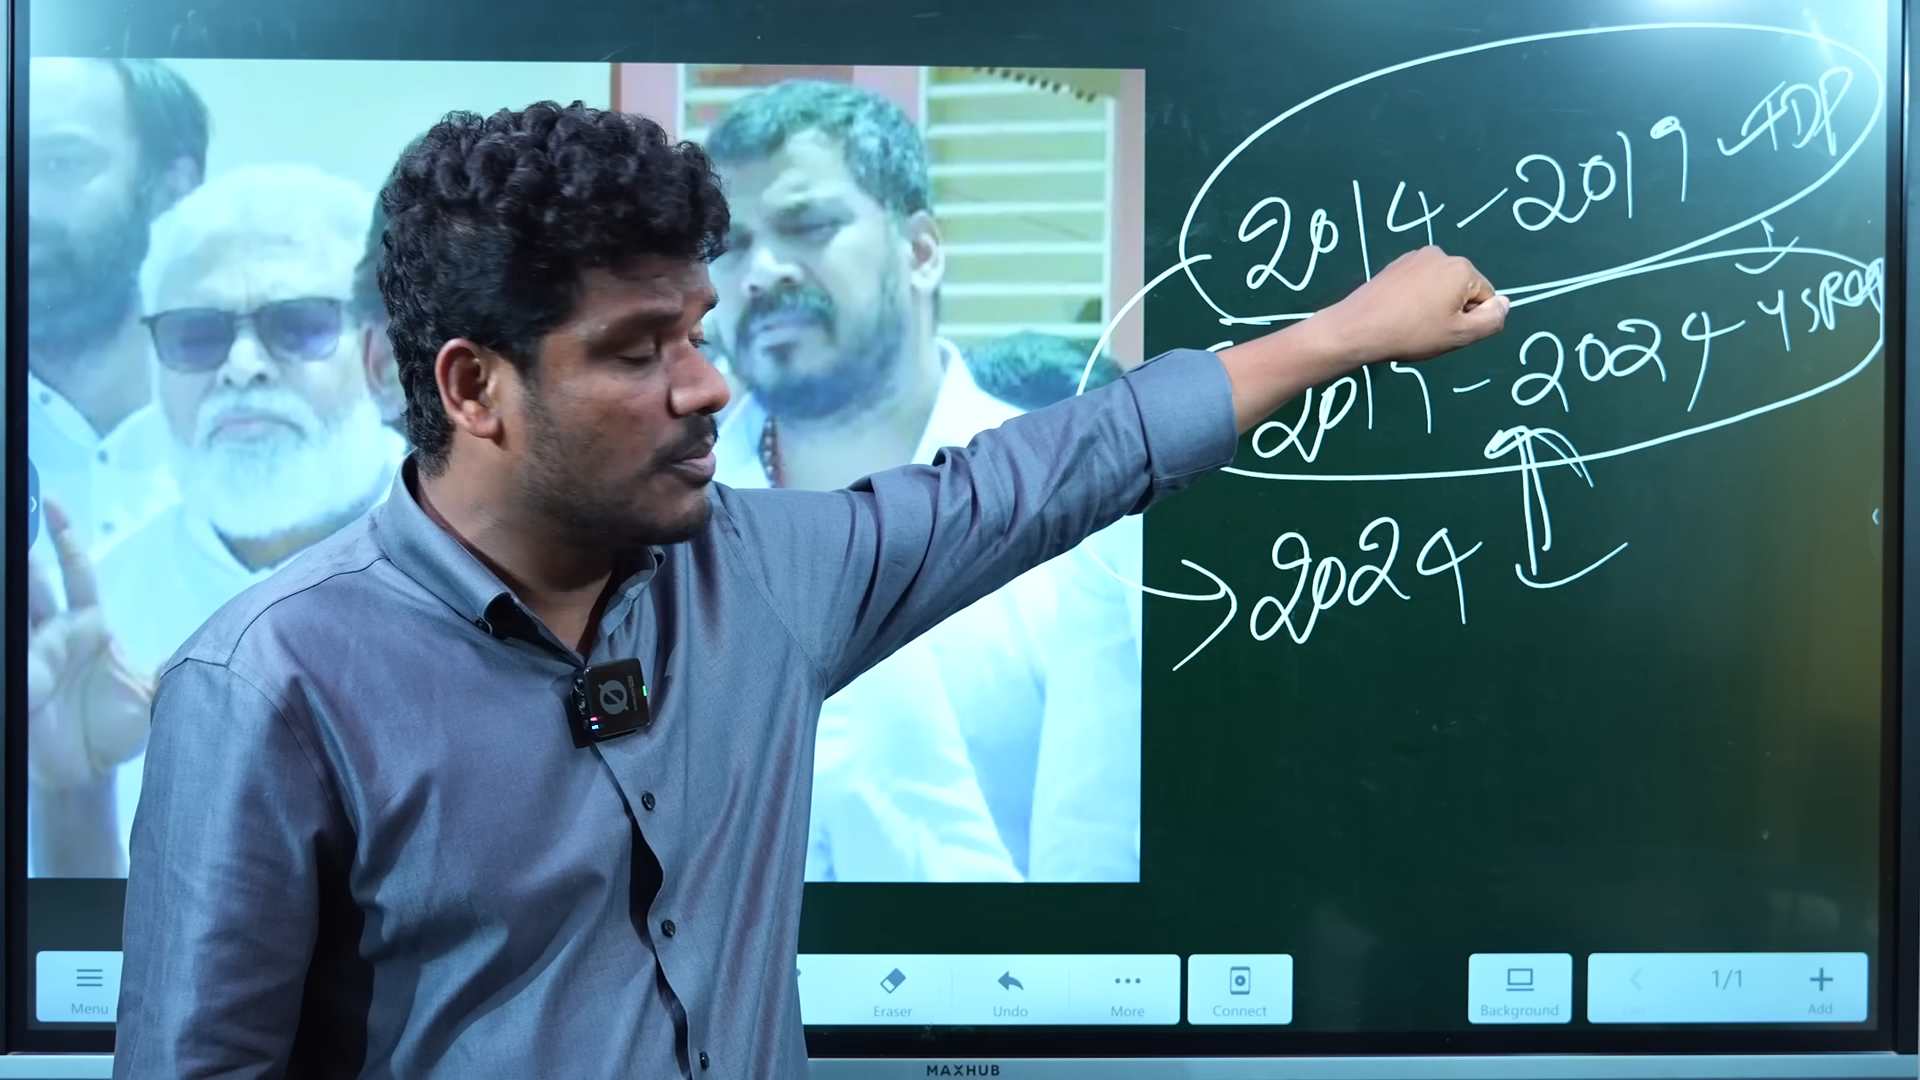 2014 - 2019 - TDP
2019 - 2024 - YSRCP
2024
Menu
Eraser
Undo
More
Connect
Background
1/1
Add
MAXHUB